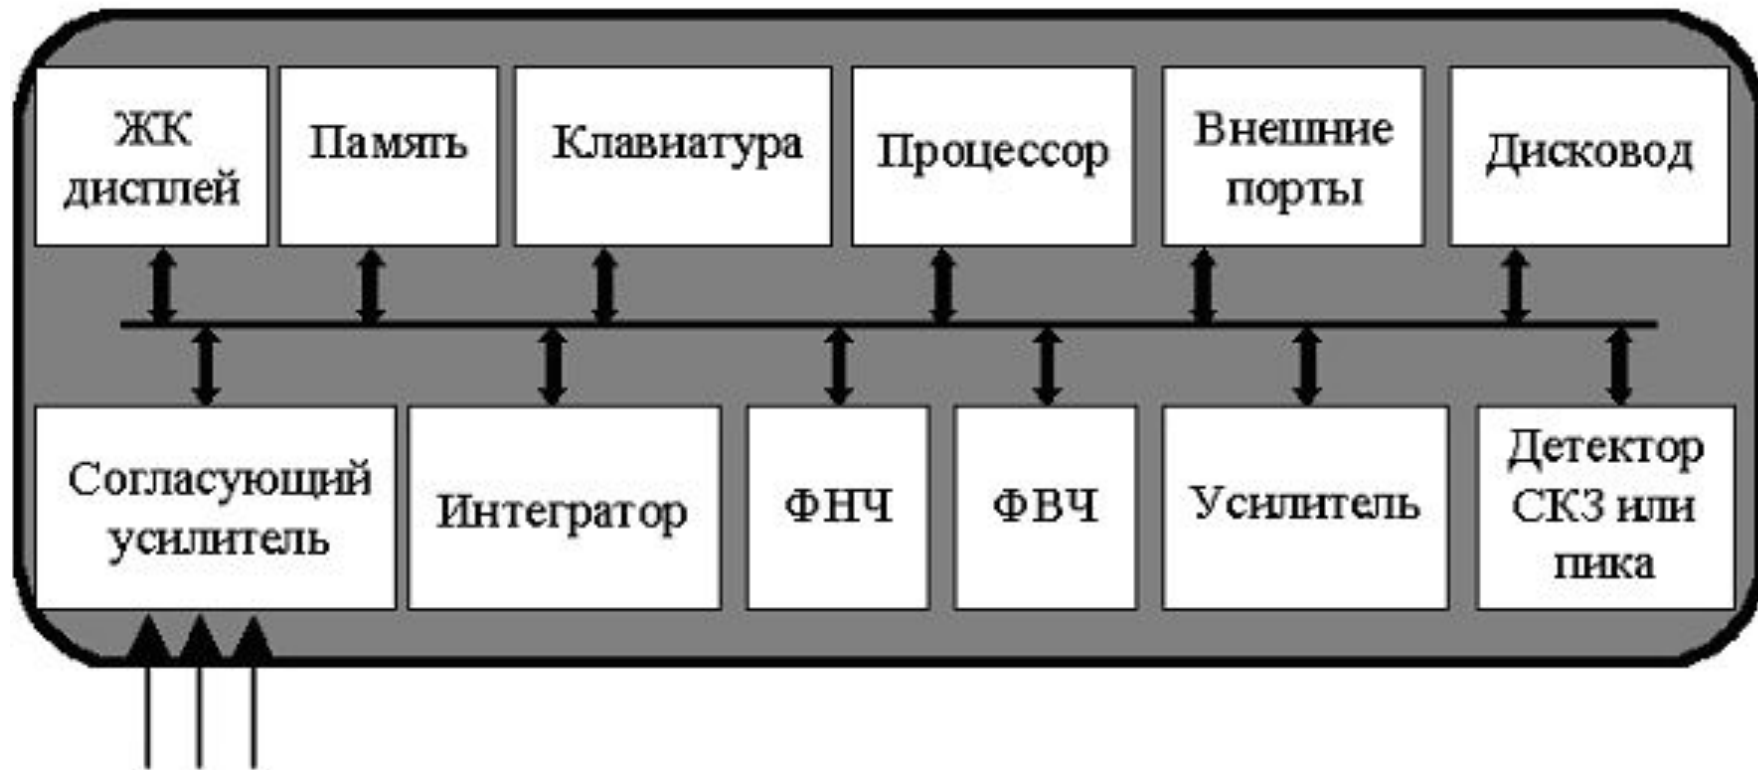 ЖК
дисплей
Память
Клавиатура
Процессор
Внешние
порты
Дисковод
Согласующий
усилитель
Интегратор
ФНЧ
ФВЧ
Усилитель
Детектор
СКЗ или
пика